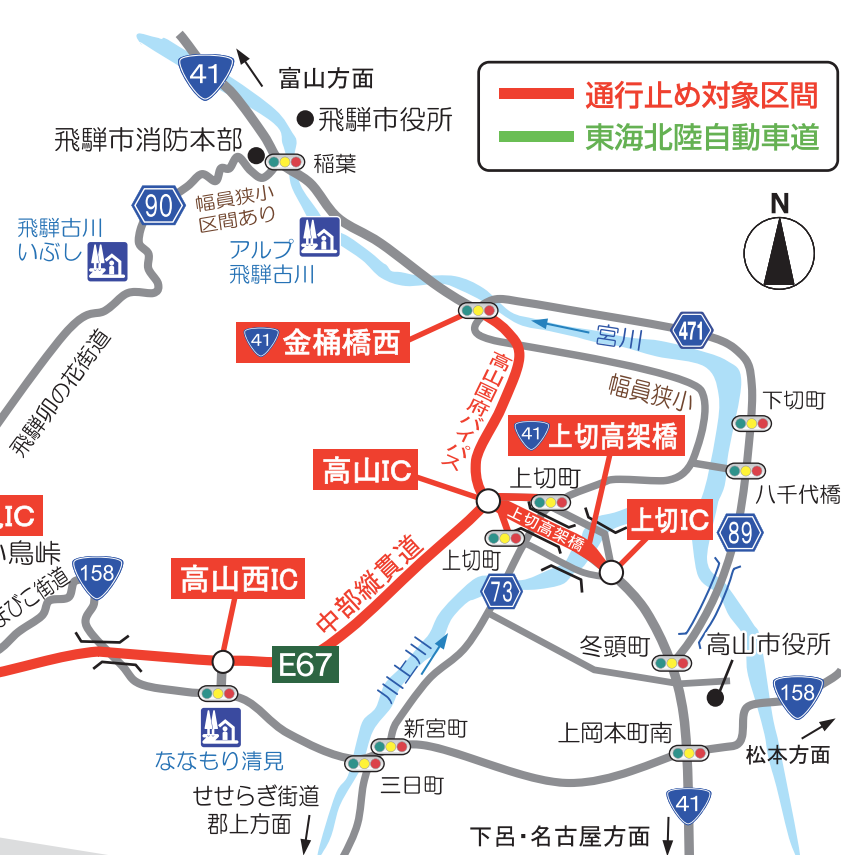 41
富山方面
通行止め対象区間
東海北陸自動車道
飛騨市役所
飛騨市消防本部
稲葉
N
90
幅員狭小
区間あり
飛騨古川
いぶし
アルプ
飛騨古川
41 金桶橋西
宮川
471
飛騨卯の花街道
高山国府バイパス
幅員狭小
下切町
41 上切高架橋
高山IC
上切町
八千代橋
IC
上切高架橋
上切IC
89
小鳥峠
上切町
158
まびこ街道
高山西IC
中部縦貫道
73
冬頭町
高山市役所
E67
川上川
158
ななもり清見
新宮町
上岡本町南
松本方面
三日町
せせらぎ街道
郡上方面
41
下呂・名古屋方面